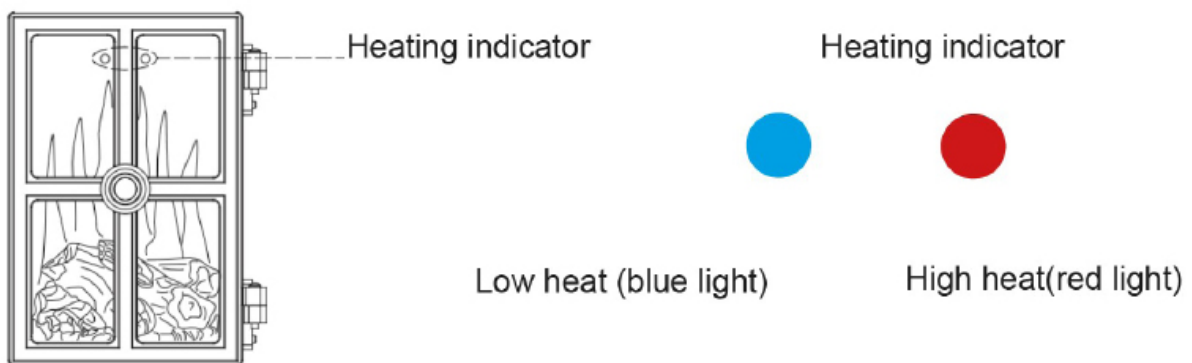 Heating indicator
Heating indicator
Low heat (blue light)
High heat(red light)